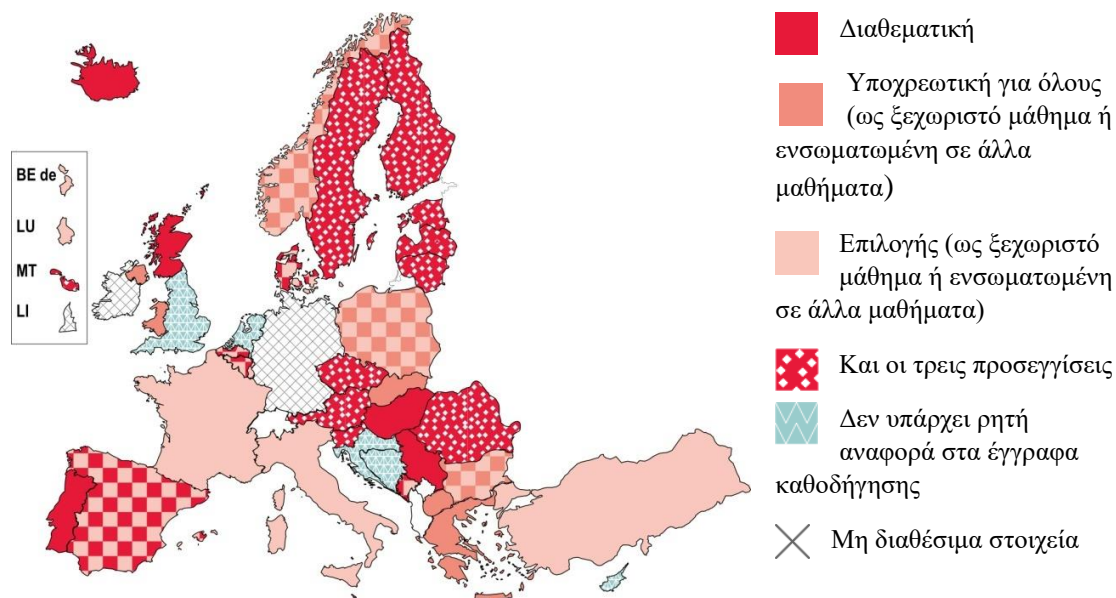 BE de
LU
MT
LI
Διαθεματική
Υποχρεωτική για όλους
(ως ξεχωριστό μάθημα ή
ενσωματωμένη σε άλλα
μαθήματα)
Επιλογής (ως ξεχωριστό
μάθημα ή ενσωματωμένη
σε άλλα μαθήματα)
Και οι τρεις προσεγγίσεις
Δεν υπάρχει ρητή
αναφορά στα έγγραφα
καθοδήγησης
Μη διαθέσιμα στοιχεία